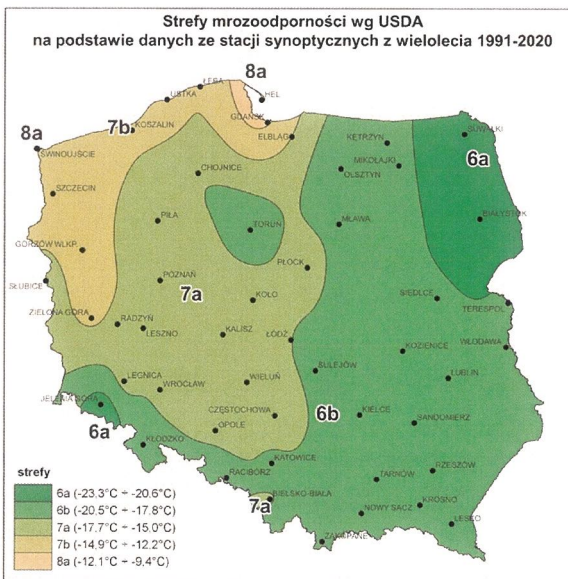 Strefy mrozoodporności wg USDA
na podstawie danych ze stacji synoptycznych z wielolecia 1991-2020
8a
ŁEBA
USTKA
HEL
7b
KOSZALIN
GDAŃSK
ELBLĄG
8a
ŚWINOUJŚCIE
KĘTRZYN
SUWAŁKI
6a
MIKOŁAJKI
OLSZTYN
CHOJNICE
SZCZECIN
PIŁA
TORUŃ
MŁAWA
BIAŁYSTOK
GORZÓW WLKP.
PŁOCK
SŁUBICE
POZNAŃ
7a
KOŁO
SIEDLCE
TERESPOL
ZIELONA GÓRA
RADZYŃ
LESZNO
KALISZ
ŁÓDŹ
KOZIENICE
WŁODAWA
SULEJÓW
LUBLIN
LEGNICA
WROCŁAW
WIELUŃ
6b
JELENIA GÓRA
6a
CZĘSTOCHOWA
KIELCE
SANDOMIERZ
OPOLE
KŁODZKO
KATOWICE
RACIBÓRZ
TARNÓW
RZESZÓW
7a
BIELSKO-BIAŁA
NOWY SĄCZ
KROSNO
LESKO
ZAKOPANE
strefy
6a (-23.3°C ÷ -20.6°C)
6b (-20.5°C ÷ -17.8°C)
7a (-17.7°C ÷ -15.0°C)
7b (-14.9°C ÷ -12.2°C)
8a (-12.1°C ÷ -9.4°C)